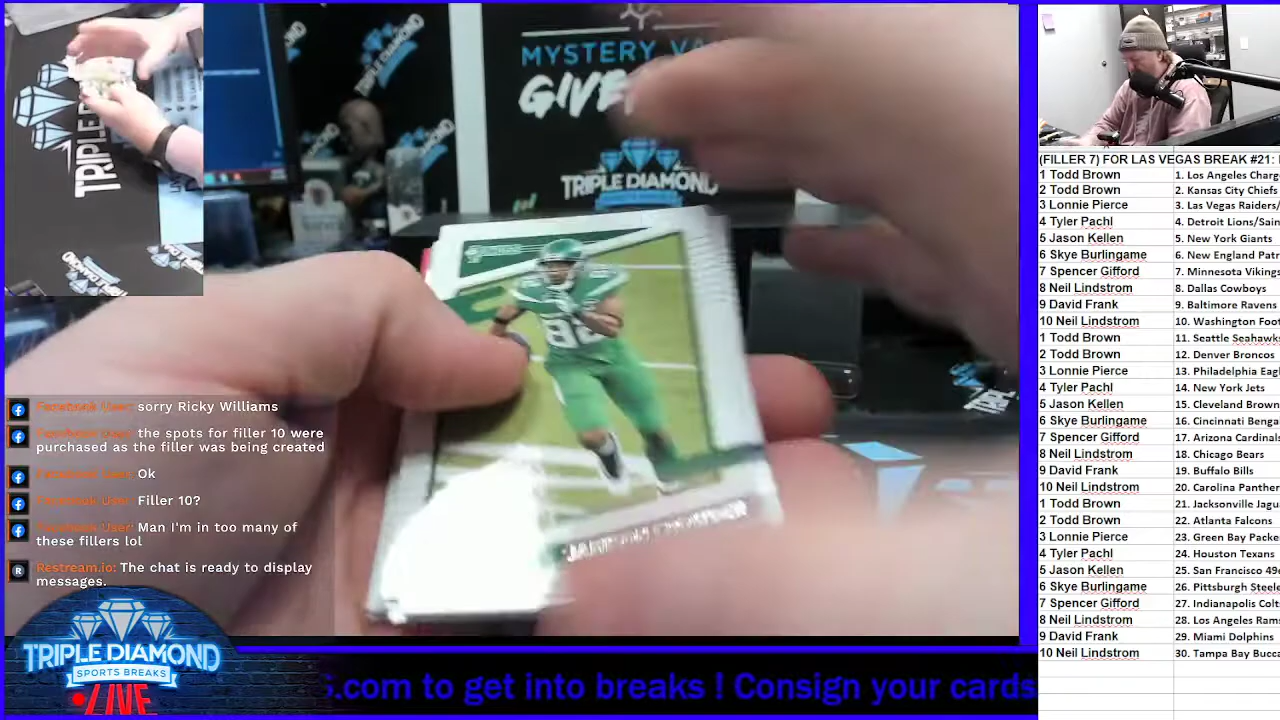 MYSTERY
GIVE
TRIPLE DIAMOND
TRIPLE DIAMOND
TRIPLE
88
sorry Ricky Williams
the spots for filler 10 were
purchased as the filler was being created
Ok
Filler 10?
Man I'm in too many of
these fillers lol
Restream.io: The chat is ready to display
messages.
TRIPLE DIAMOND
SPORTS BREAKS
LIVE
.com to get into breaks ! Consign your cards
(FILLER 7) FOR LAS VEGAS BREAK #21:
1 Todd Brown 1. Los Angeles Charg
2 Todd Brown 2. Kansas City Chiefs
3 Lonnie Pierce 3. Las Vegas Raiders/
4 Tyler Pachl 4. Detroit Lions/Sain
5 Jason Kellen 5. New York Giants
6 Skye Burlingame 6. New England Patr
7 Spencer Gifford 7. Minnesota Vikings
8 Neil Lindstrom 8. Dallas Cowboys
9 David Frank 9. Baltimore Ravens
10 Neil Lindstrom 10. Washington Foot
1 Todd Brown 11. Seattle Seahawks
2 Todd Brown 12. Denver Broncos
3 Lonnie Pierce 13. Philadelphia Eagl
4 Tyler Pachl 14. New York Jets
5 Jason Kellen 15. Cleveland Brown
6 Skye Burlingame 16. Cincinnati Benga
7 Spencer Gifford 17. Arizona Cardinal
8 Neil Lindstrom 18. Chicago Bears
9 David Frank 19. Buffalo Bills
10 Neil Lindstrom 20. Carolina Panther
1 Todd Brown 21. Jacksonville Jagu
2 Todd Brown 22. Atlanta Falcons
3 Lonnie Pierce 23. Green Bay Packe
4 Tyler Pachl 24. Houston Texans
5 Jason Kellen 25. San Francisco 49e
6 Skye Burlingame 26. Pittsburgh Steele
7 Spencer Gifford 27. Indianapolis Colt
8 Neil Lindstrom 28. Los Angeles Rams
9 David Frank 29. Miami Dolphins
10 Neil Lindstrom 30. Tampa Bay Bucca